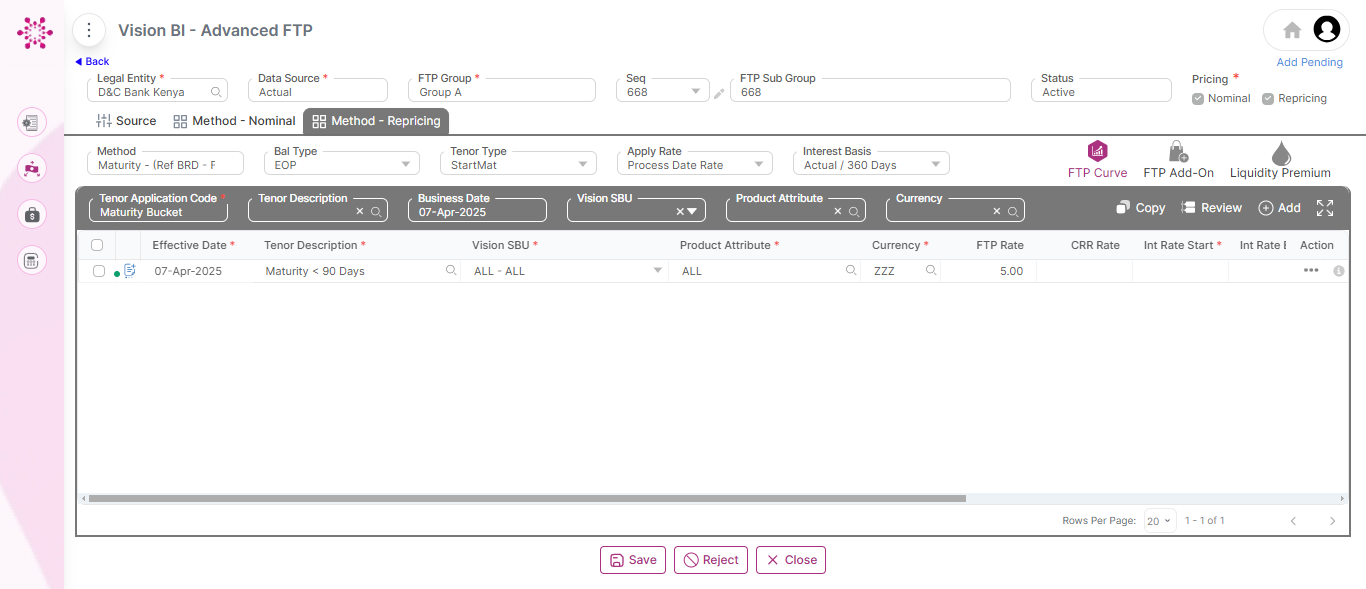 Vision BI - Advanced FTP
Back
Add Pending
Legal Entity *
D&C Bank Kenya
Data Source *
Actual
FTP Group *
Group A
Seq
668
FTP Sub Group
668
Status
Active
Pricing *
Nominal
Repricing
Source
Method - Nominal
Method - Repricing
Method
Maturity - (Ref BRD - F
Bal Type
EOP
Tenor Type
StartMat
Apply Rate
Process Date Rate
Interest Basis
Actual / 360 Days
FTP Curve
FTP Add-On
Liquidity Premium
Tenor Application Code *
Maturity Bucket
Tenor Description
Business Date
07-Apr-2025
Vision SBU
Product Attribute
Currency
Copy
Review
Add
Effective Date * Tenor Description * Vision SBU * Product Attribute * Currency * FTP Rate CRR Rate Int Rate Start * Int Rate E Action
07-Apr-2025 Maturity < 90 Days ALL - ALL ALL ZZZ 5.00
Rows Per Page: 20 1 - 1 of 1
Save
Reject
Close